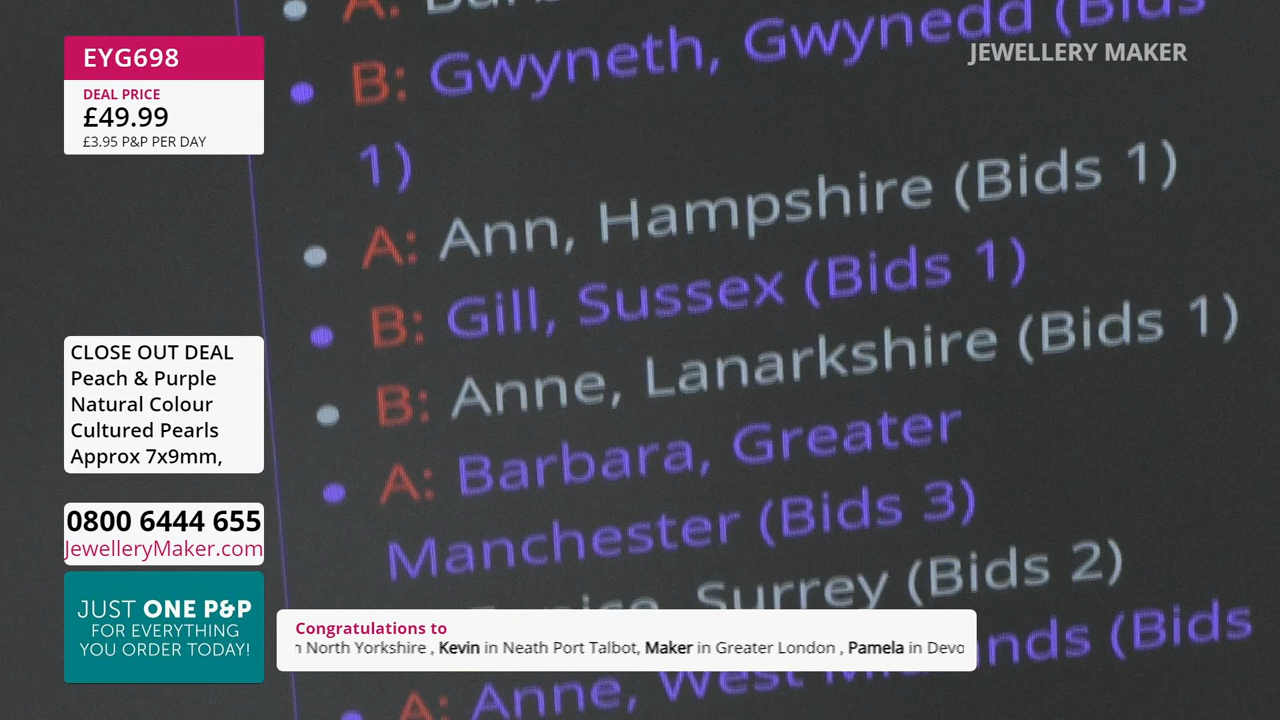 EYG698
DEAL PRICE
£49.99
£3.95 P&P PER DAY
JEWELLERY MAKER
A:
B: Gwyneth, Gwynedd (Bids
1)
A: Ann, Hampshire (Bids 1)
B: Gill, Sussex (Bids 1)
B: Anne, Lanarkshire (Bids 1)
A: Barbara, Greater
Manchester (Bids 3)
Surrey (Bids 2)
(Bids
A: Anne, West
CLOSE OUT DEAL
Peach & Purple
Natural Colour
Cultured Pearls
Approx 7x9mm,
0800 6444 655
JewelleryMaker.com
JUST ONE P&P
FOR EVERYTHING
YOU ORDER TODAY!
Congratulations to
North Yorkshire , Kevin in Neath Port Talbot, Maker in Greater London , Pamela in